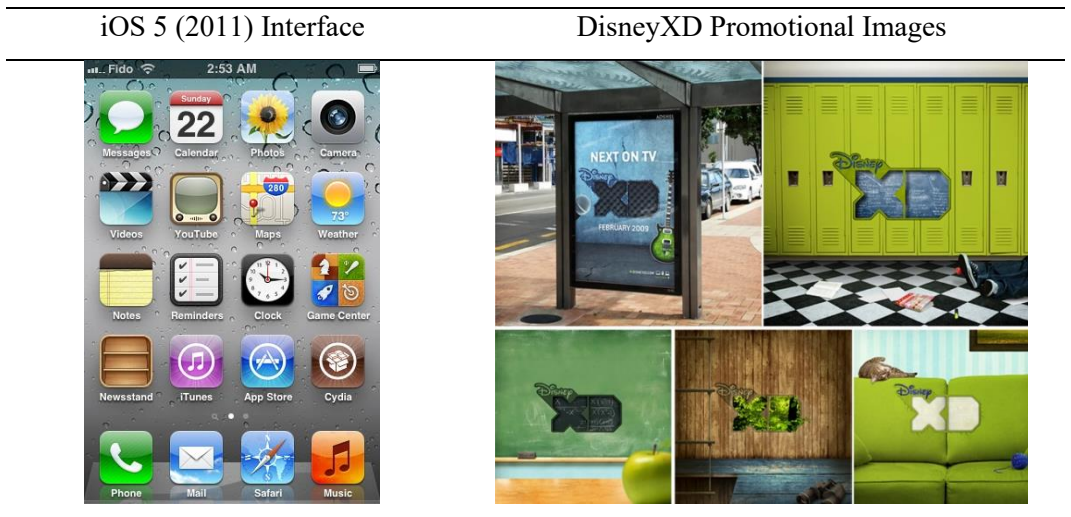 iOS 5 (2011) Interface
DisneyXD Promotional Images
Fido 2:53 AM
Sunday
22
280
73°
Messages Calendar Photos Camera
Videos YouTube Maps Weather
Notes Reminders Clock Game Center
Newsstand iTunes App Store Cydia
Phone Mail Safari Music
NEXT ON TV
Disney
XD
FEBRUARY 2009
Disney
XD
Disney
XD
Disney
XD
Disney
XD